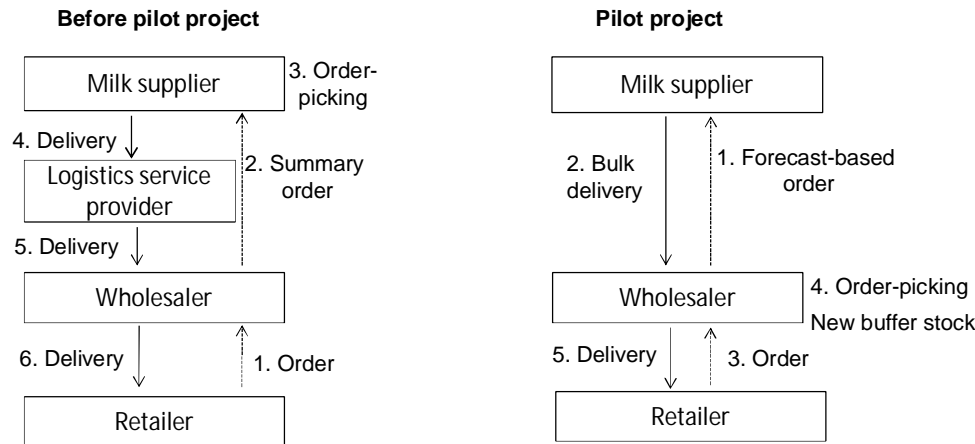 Before pilot project
Milk supplier
3. Order-
picking
4. Delivery
2. Summary
order
Logistics service
provider
5. Delivery
Wholesaler
6. Delivery
1. Order
Retailer
Pilot project
Milk supplier
2. Bulk
delivery
1. Forecast-based
order
Wholesaler
4. Order-picking
New buffer stock
5. Delivery
3. Order
Retailer